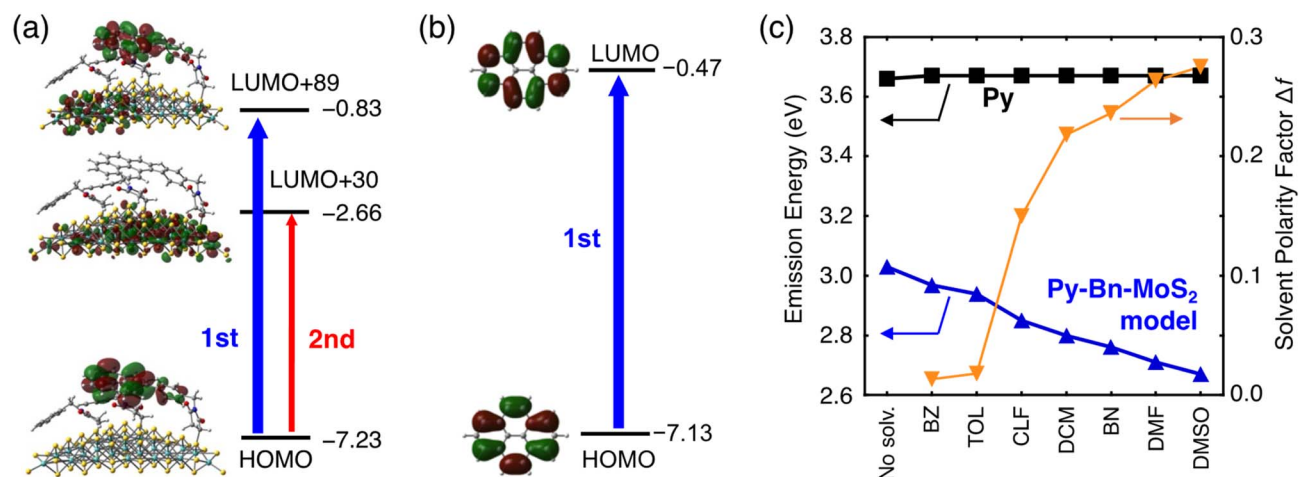 (a)
LUMO+89
−0.83
LUMO+30
−2.66
1st
2nd
−7.23
HOMO
(b)
LUMO
−0.47
1st
−7.13
HOMO
(c)
Emission Energy (eV)
3.8
3.6
3.4
3.2
3.0
2.8
2.6
Py
Py-Bn-MoS₂
model
0.3
0.2
0.1
0.0
Solvent Polarity Factor Δf
No solv.
BZ
TOL
CLF
DCM
BN
DMF
DMSO